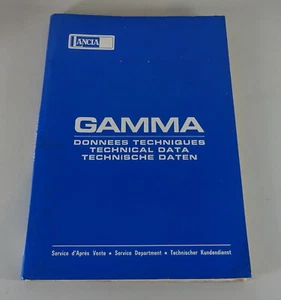 LANCIA
GAMMA
DONNEES TECHNIQUES
TECHNICAL DATA
TECHNISCHE DATEN
Service d'Après Vente • Service Department • Technischer Kundendienst